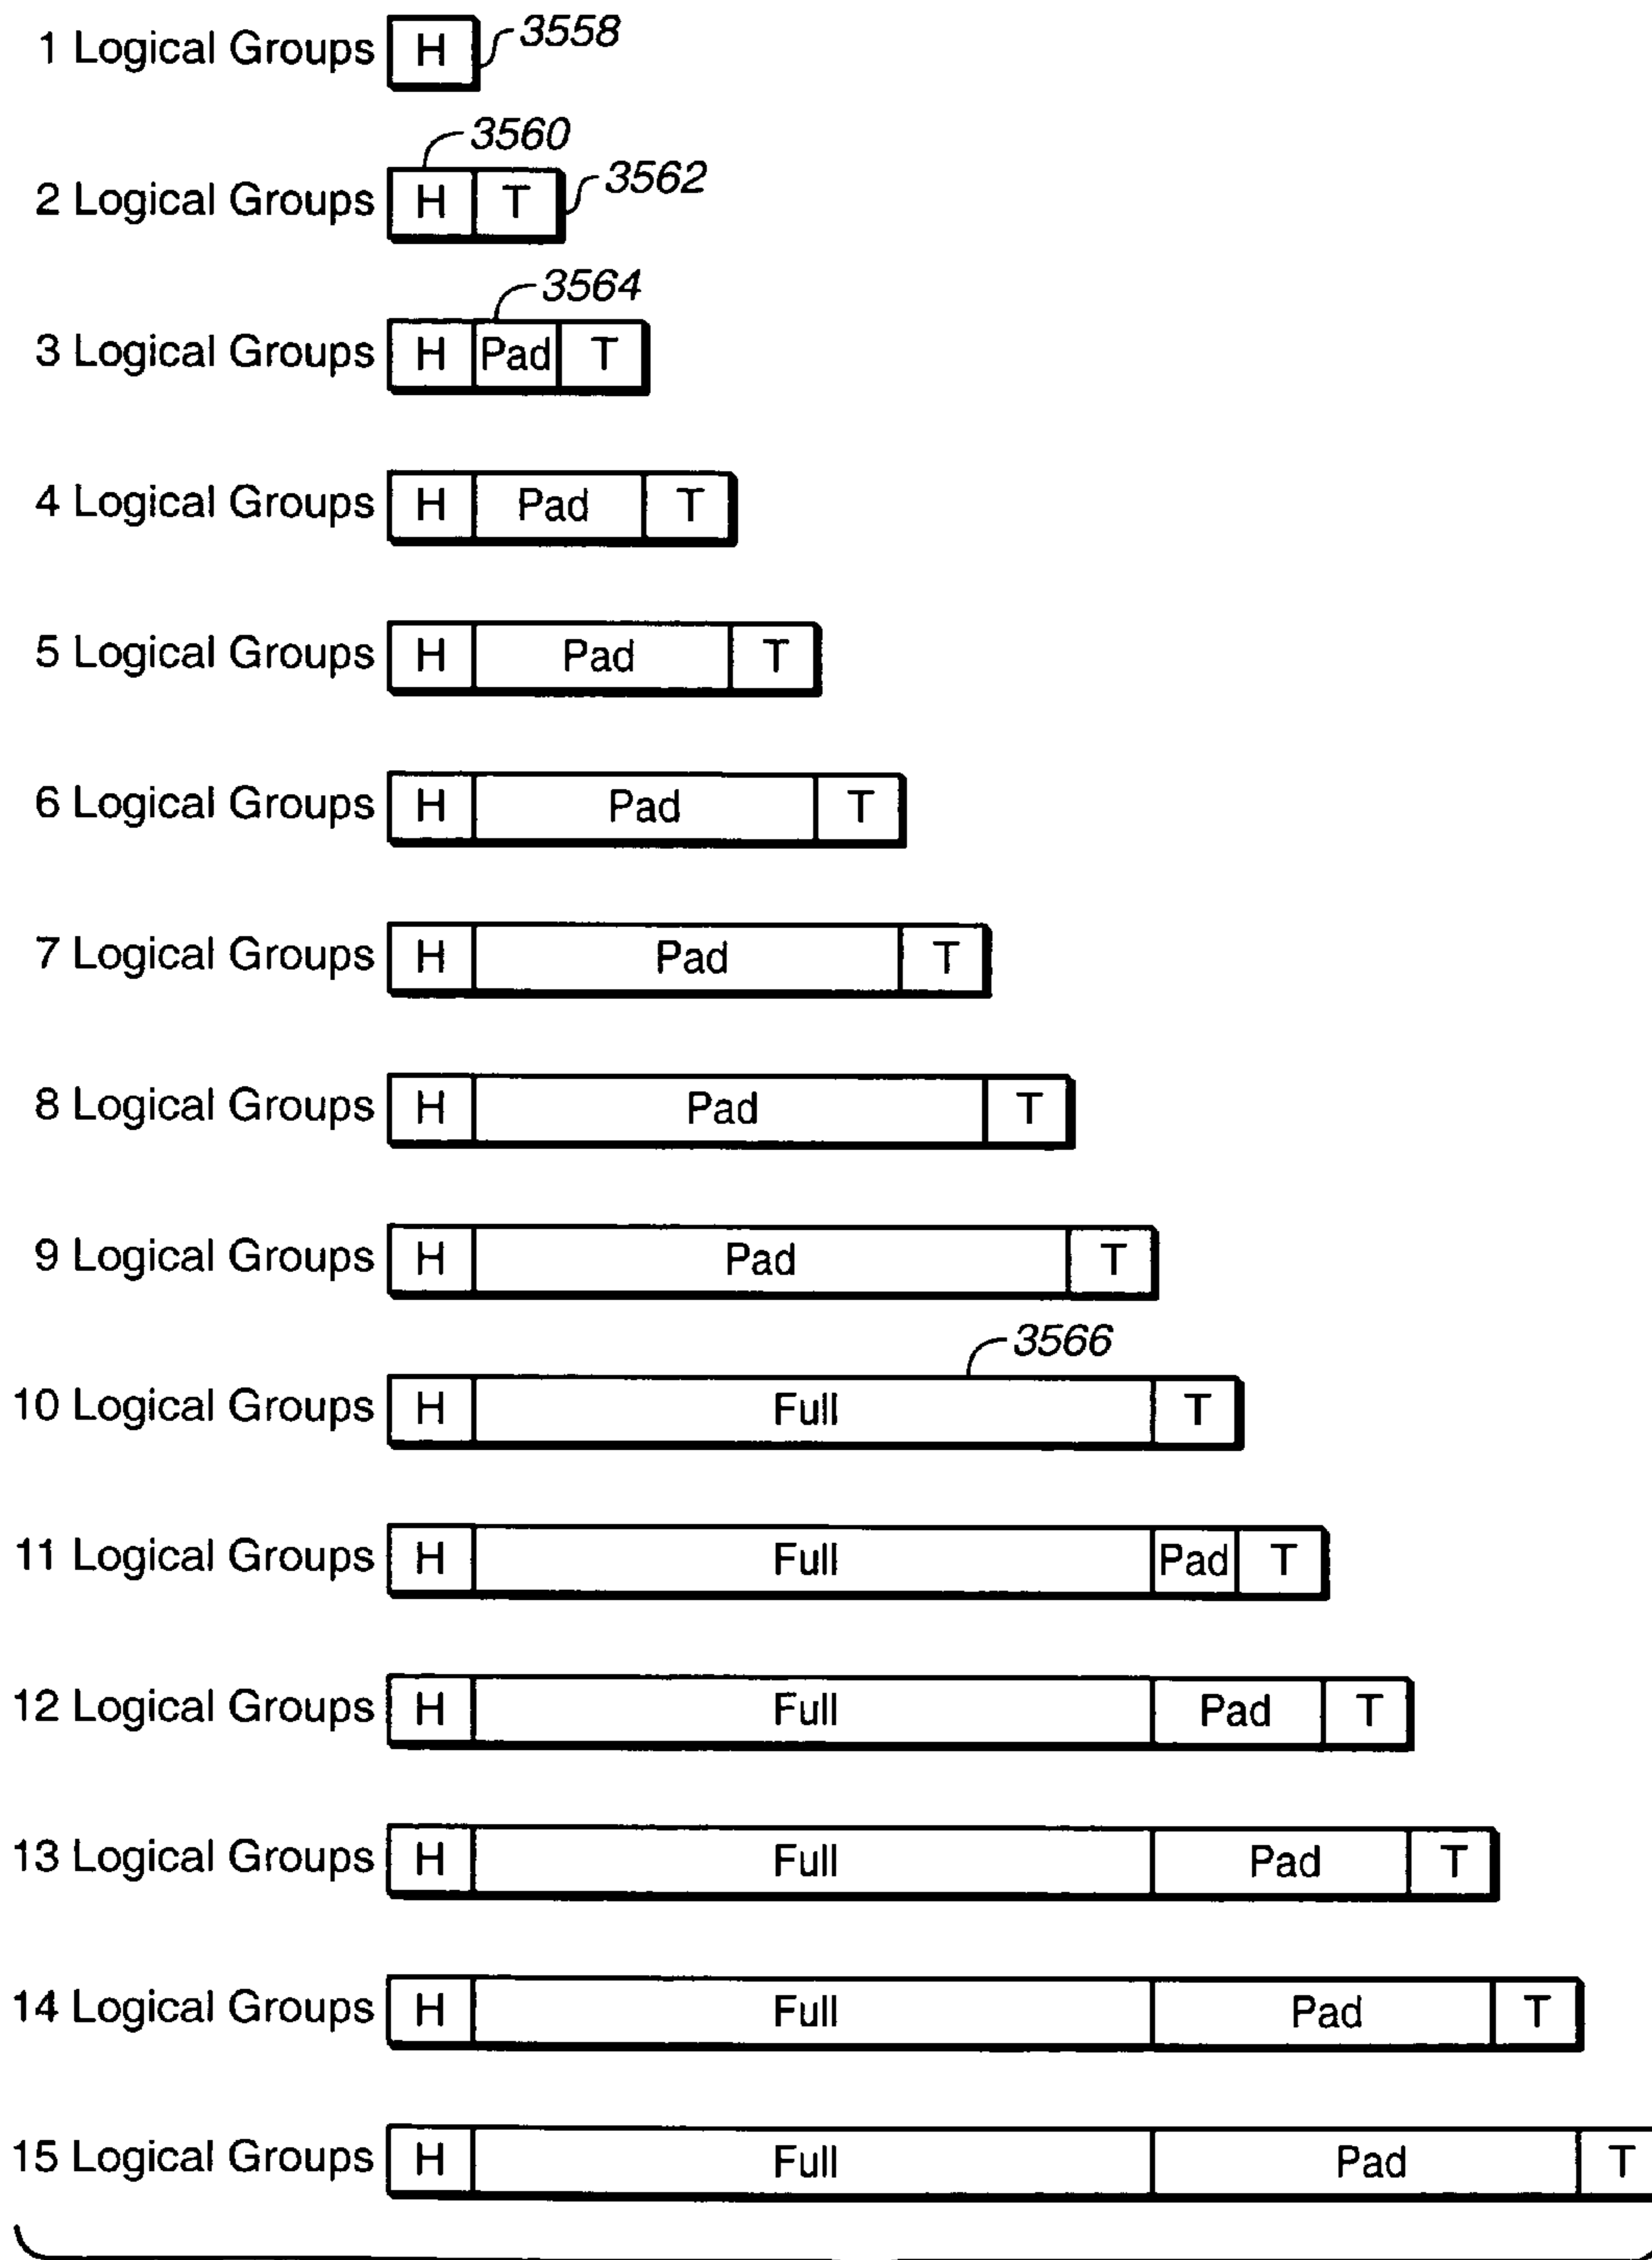 1 Logical Groups H 3558
3560
2 Logical Groups H T 3562
3564
3 Logical Groups H Pad T
4 Logical Groups H Pad T
5 Logical Groups H Pad T
6 Logical Groups H Pad T
7 Logical Groups H Pad T
8 Logical Groups H Pad T
9 Logical Groups H Pad T
3566
10 Logical Groups H Full T
11 Logical Groups H Full Pad T
12 Logical Groups H Full Pad T
13 Logical Groups H Full Pad T
14 Logical Groups H Full Pad T
15 Logical Groups H Full Pad T